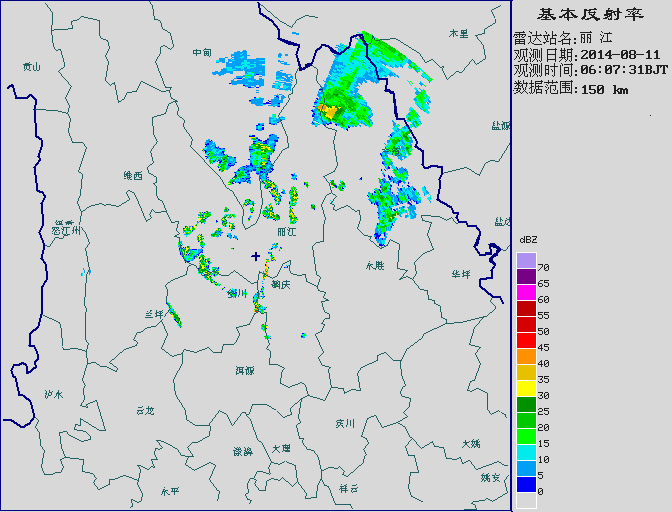 基本反射率
雷达站名:丽 江
观测日期:2014-08-11
观测时间:06:07:31BJT
数据范围:150 km
dBZ
70
65
60
55
50
45
40
35
30
25
20
15
10
5
0
木里
中甸
贡山
盐源
维西
福贡
怒江州
盐边
丽江
永胜
华坪
鹤庆
剑川
兰坪
洱源
泸水
云龙
宾川
大姚
漾濞
大理
永平
祥云
姚安